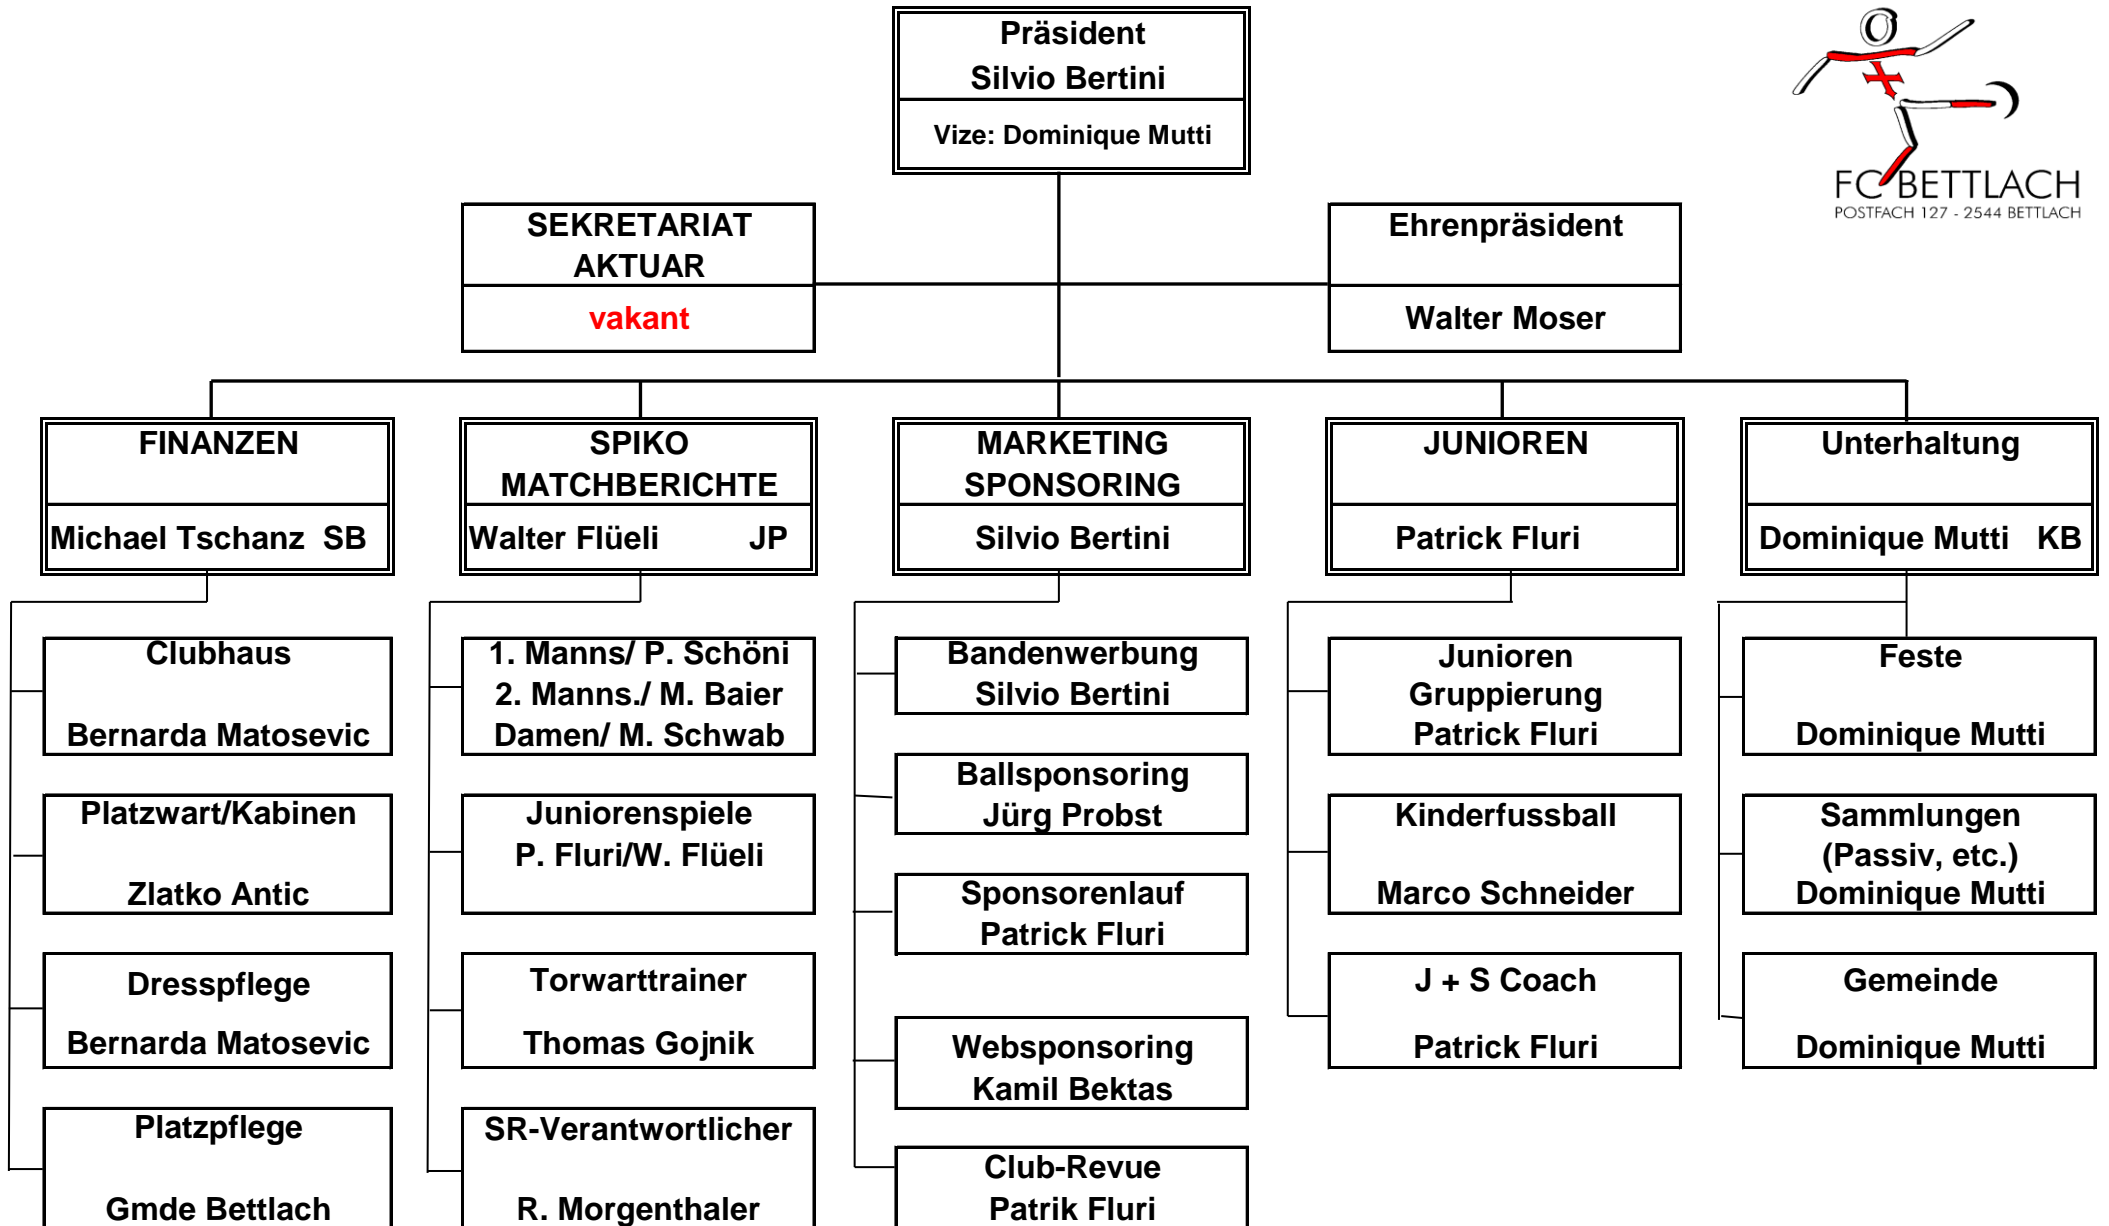 Präsident
Silvio Bertini
Vize: Dominique Mutti
FC BETTLACH
POSTFACH 127 - 2544 BETTLACH
SEKRETARIAT
AKTUAR
vakant
Ehrenpräsident
Walter Moser
FINANZEN
Michael Tschanz SB
SPIKO
MATCHBERICHTE
Walter Flüeli JP
MARKETING
SPONSORING
Silvio Bertini
JUNIOREN
Patrick Fluri
Unterhaltung
Dominique Mutti KB
Clubhaus
Bernarda Matosevic
Platzwart/Kabinen
Zlatko Antic
Dresspflege
Bernarda Matosevic
Platzpflege
Gmde Bettlach
1. Manns/ P. Schöni
2. Manns./ M. Baier
Damen/ M. Schwab
Juniorenspiele
P. Fluri/W. Flüeli
Torwarttrainer
Thomas Gojnik
SR-Verantwortlicher
R. Morgenthaler
Bandenwerbung
Silvio Bertini
Ballsponsoring
Jürg Probst
Sponsorenlauf
Patrick Fluri
Websponsoring
Kamil Bektas
Club-Revue
Patrik Fluri
Junioren
Gruppierung
Patrick Fluri
Kinderfussball
Marco Schneider
J + S Coach
Patrick Fluri
Feste
Dominique Mutti
Sammlungen
(Passiv, etc.)
Dominique Mutti
Gemeinde
Dominique Mutti